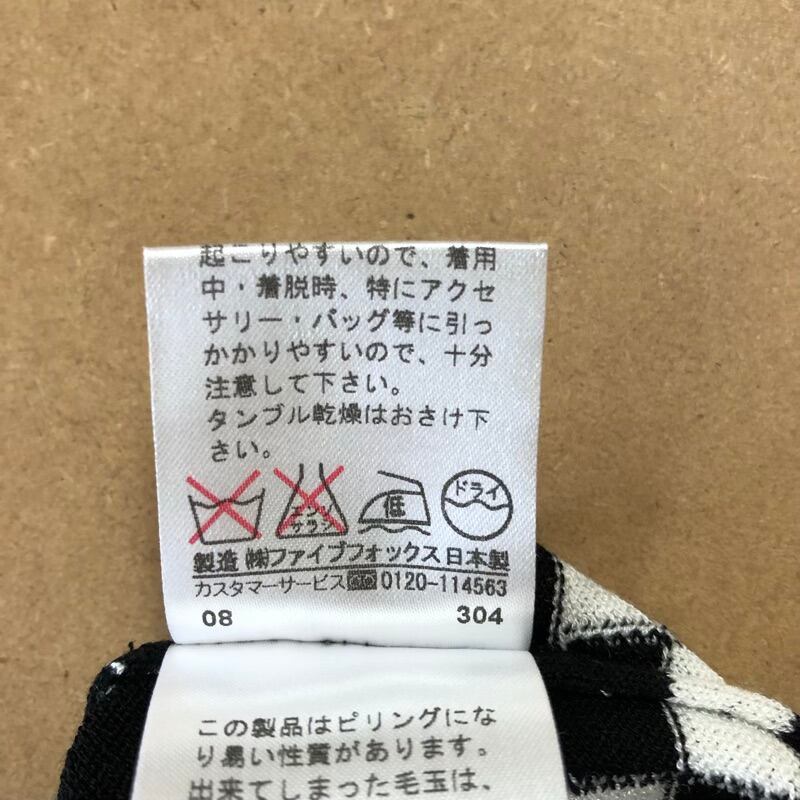 起こりやすいので、着用
中・着脱時、特にアクセ
サリー・バッグ等に引っ
かかりやすいので、十分
注意して下さい。
タンブル乾燥はおさけ下
さい。
エンソ
サラシ
低
ドライ
製造 ㈱ファイブフォックス 日本製
カスタマーサービス 0120-114563
08 304
この製品はピリングにな
り易い性質があります。
出来てしまった毛玉は、